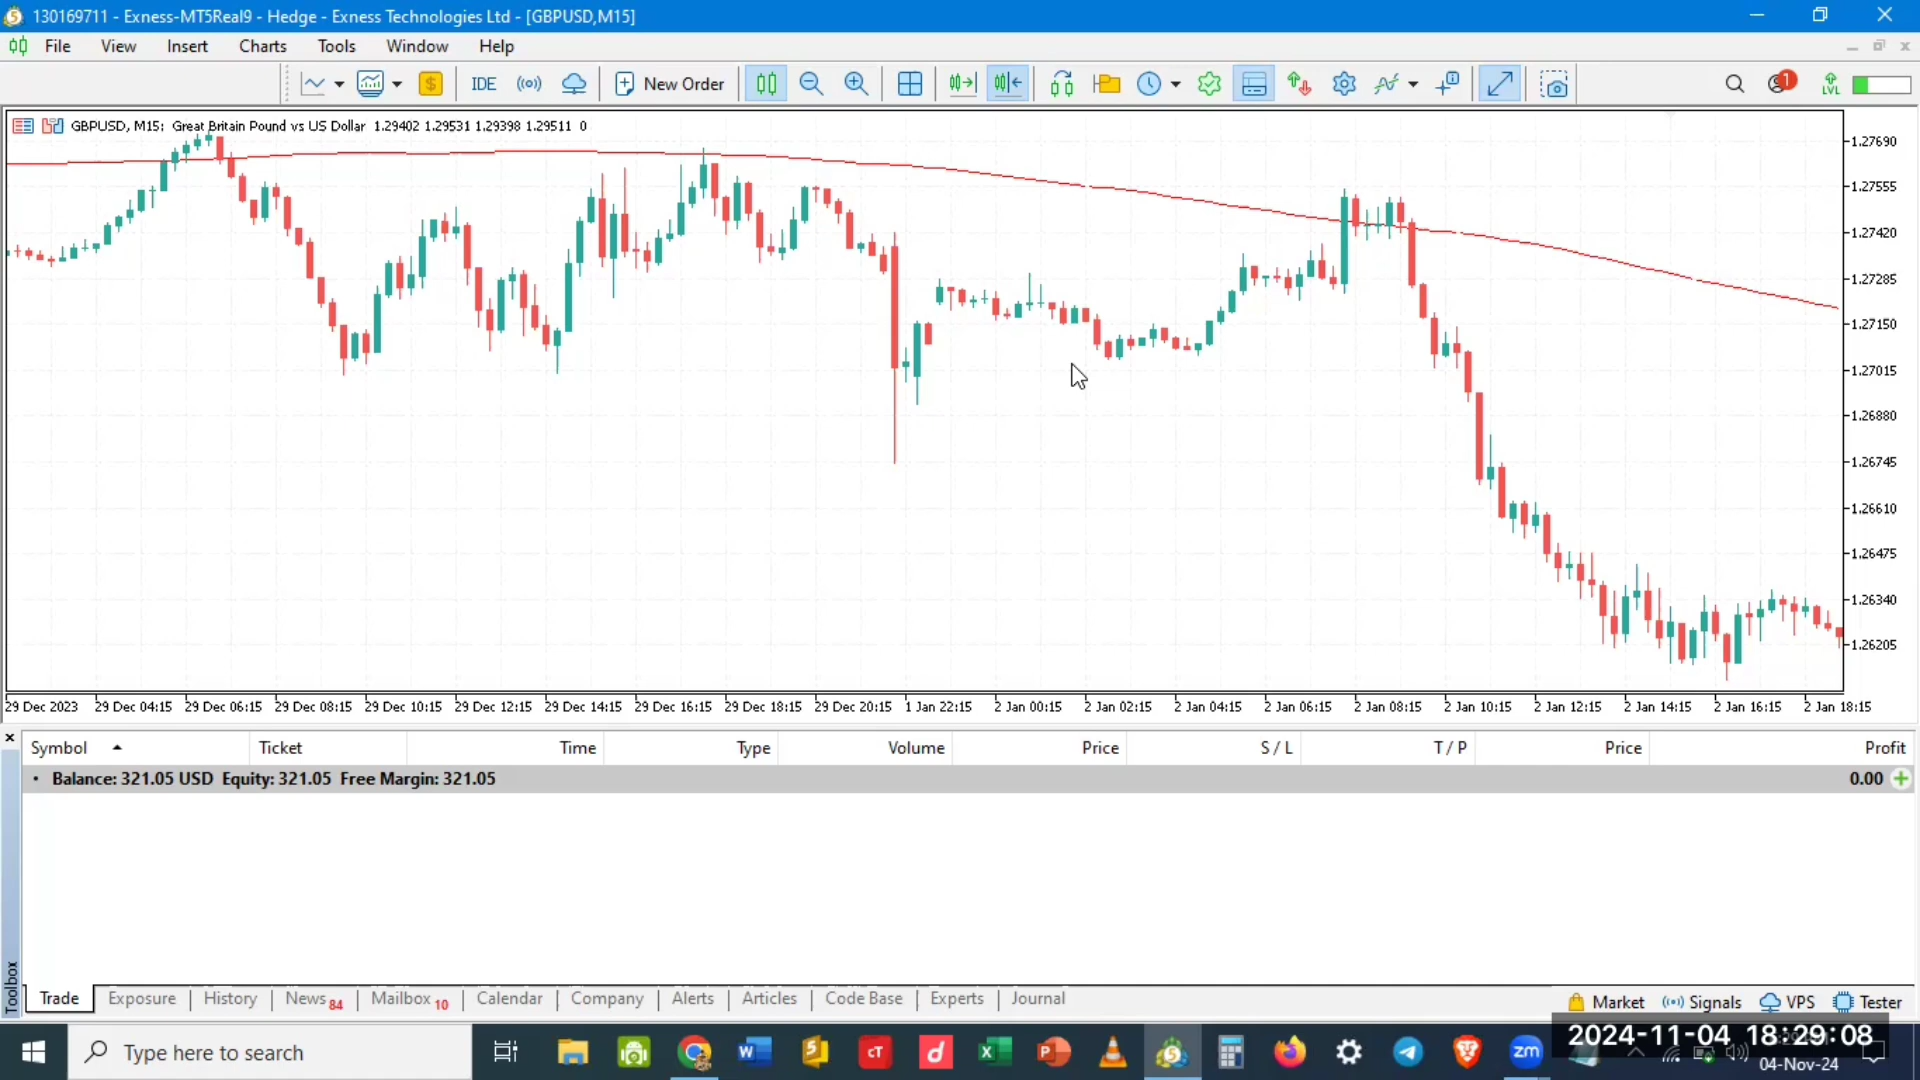 130169711 - Exness-MT5Real9 - Hedge - Exness Technologies Ltd - [GBPUSD,M15]
File View Insert Charts Tools Window Help
$ IDE New Order 1 LVL
GBPUSD, M15: Great Britain Pound vs US Dollar 1.29402 1.29531 1.29398 1.29511 0
1.27690
1.27555
1.27420
1.27285
1.27150
1.27015
1.26880
1.26745
1.26610
1.26475
1.26340
1.26205
29 Dec 2023 29 Dec 04:15 29 Dec 06:15 29 Dec 08:15 29 Dec 10:15 29 Dec 12:15 29 Dec 14:15 29 Dec 16:15 29 Dec 18:15 29 Dec 20:15 1 Jan 22:15 2 Jan 00:15 2 Jan 02:15 2 Jan 04:15 2 Jan 06:15 2 Jan 08:15 2 Jan 10:15 2 Jan 12:15 2 Jan 14:15 2 Jan 16:15 2 Jan 18:15
Symbol Ticket Time Type Volume Price S / L T / P Price Profit
Balance: 321.05 USD Equity: 321.05 Free Margin: 321.05 0.00
Toolbox
Trade Exposure History News 84 Mailbox 10 Calendar Company Alerts Articles Code Base Experts Journal
Market Signals VPS Tester
2024-11-04 18:29:08
Type here to search
04-Nov-24